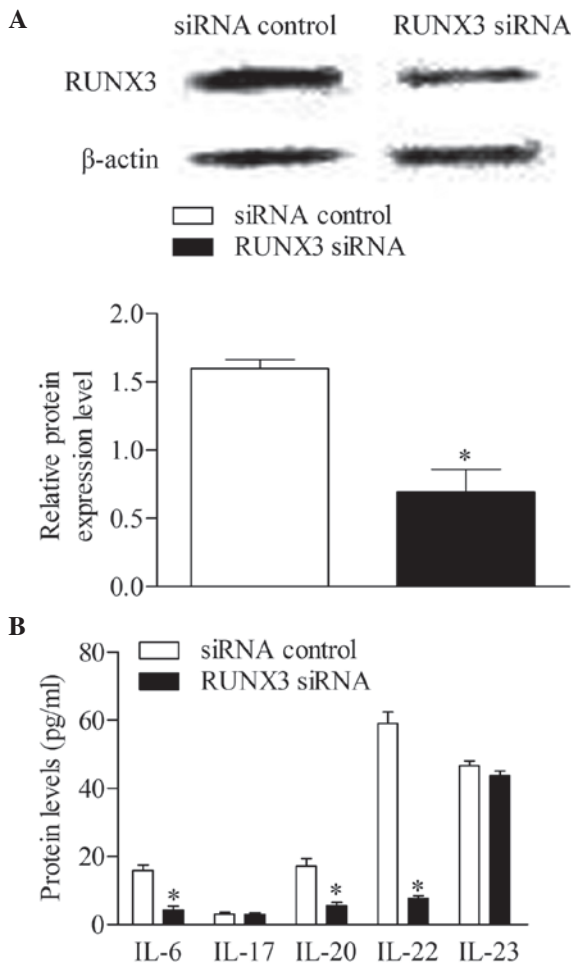 A
siRNA control RUNX3 siRNA
RUNX3
β-actin
siRNA control
RUNX3 siRNA
Relative protein
expression level
2.0
1.5
1.0
*
0.5
0.0
B
siRNA control
RUNX3 siRNA
Protein levels (pg/ml)
80
60
40
20
0
* * *
IL-6 IL-17 IL-20 IL-22 IL-23